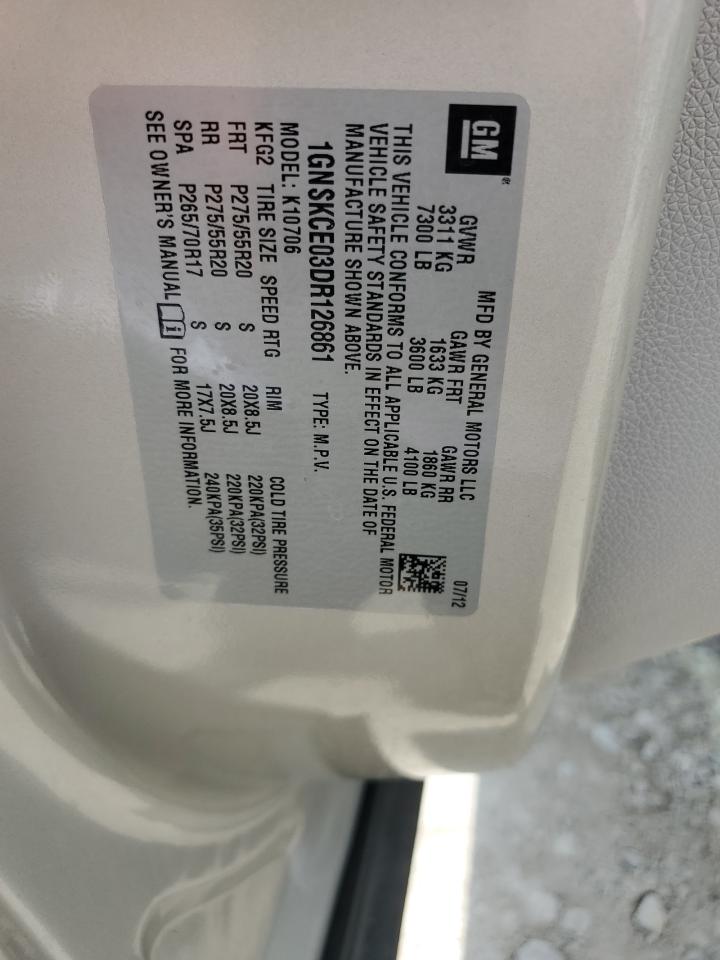 GM®
MFD BY GENERAL MOTORS LLC 07/12
GVWR GAWR FRT GAWR RR
3311 KG 1633 KG 1860 KG
7300 LB 3600 LB 4100 LB
THIS VEHICLE CONFORMS TO ALL APPLICABLE U.S. FEDERAL MOTOR
VEHICLE SAFETY STANDARDS IN EFFECT ON THE DATE OF
MANUFACTURE SHOWN ABOVE.
1GNSKCE03DR126861 TYPE: M.P.V.
MODEL: K10706
KFG2 TIRE SIZE SPEED RTG RIM COLD TIRE PRESSURE
FRT P275/55R20 S 20X8.5J 220KPA(32PSI)
RR P275/55R20 S 20X8.5J 220KPA(32PSI)
SPA P265/70R17 S 17X7.5J 240KPA(35PSI)
SEE OWNER'S MANUAL i FOR MORE INFORMATION.